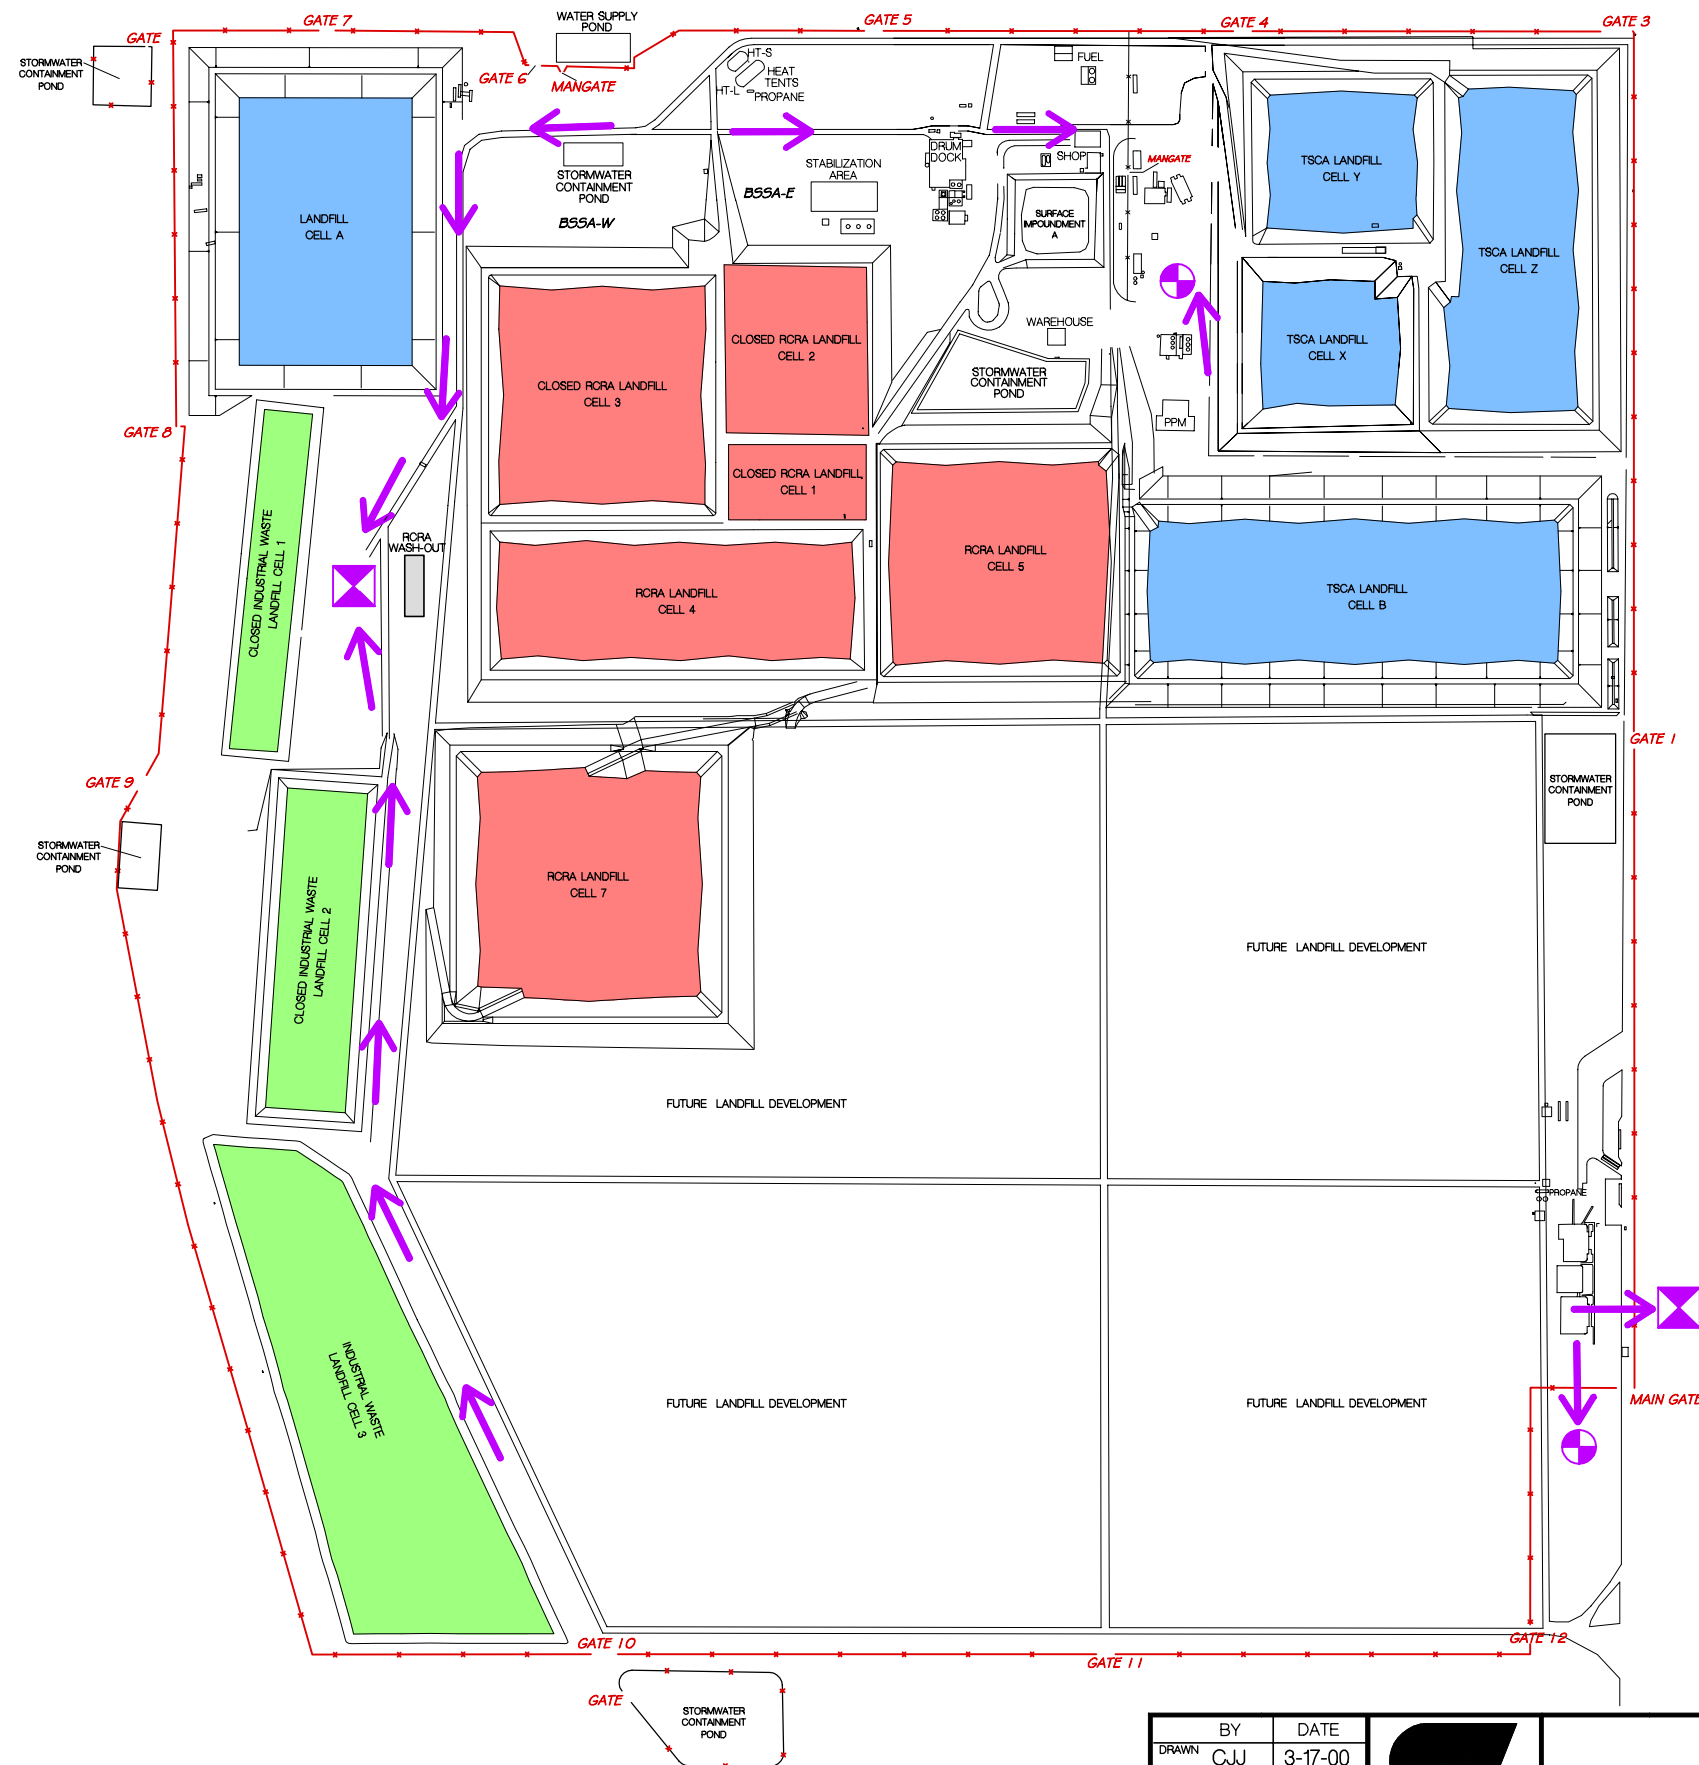 GATE 7
WATER SUPPLY
POND
GATE 5
GATE 4
GATE 3
GATE
STORMWATER
CONTAINMENT
POND
GATE 6
MANGATE
HT-S
HEAT
TENTS
HT-L
PROPANE
FUEL
DRUM
DOCK
SHOP
MANGATE
STORMWATER
CONTAINMENT
POND
STABILIZATION
AREA
BSSA-E
BSSA-W
LANDFILL
CELL A
SURFACE
IMPOUNDMENT
A
TSCA LANDFILL
CELL Y
TSCA LANDFILL
CELL Z
TSCA LANDFILL
CELL X
WAREHOUSE
CLOSED RCRA LANDFILL
CELL 2
CLOSED RCRA LANDFILL
CELL 3
STORMWATER
CONTAINMENT
POND
PPM
GATE 8
CLOSED RCRA LANDFILL
CELL 1
CLOSED INDUSTRIAL WASTE
LANDFILL CELL 1
RCRA
WASH-OUT
RCRA LANDFILL
CELL 5
RCRA LANDFILL
CELL 4
TSCA LANDFILL
CELL B
GATE 1
GATE 9
STORMWATER
CONTAINMENT
POND
STORMWATER
CONTAINMENT
POND
RCRA LANDFILL
CELL 7
CLOSED INDUSTRIAL WASTE
LANDFILL CELL 2
FUTURE LANDFILL DEVELOPMENT
FUTURE LANDFILL DEVELOPMENT
PROPANE
INDUSTRIAL WASTE
LANDFILL CELL 3
FUTURE LANDFILL DEVELOPMENT
FUTURE LANDFILL DEVELOPMENT
MAIN GATE
GATE 10
GATE 11
GATE 12
GATE
STORMWATER
CONTAINMENT
POND
BY DATE
DRAWN CJJ 3-17-00